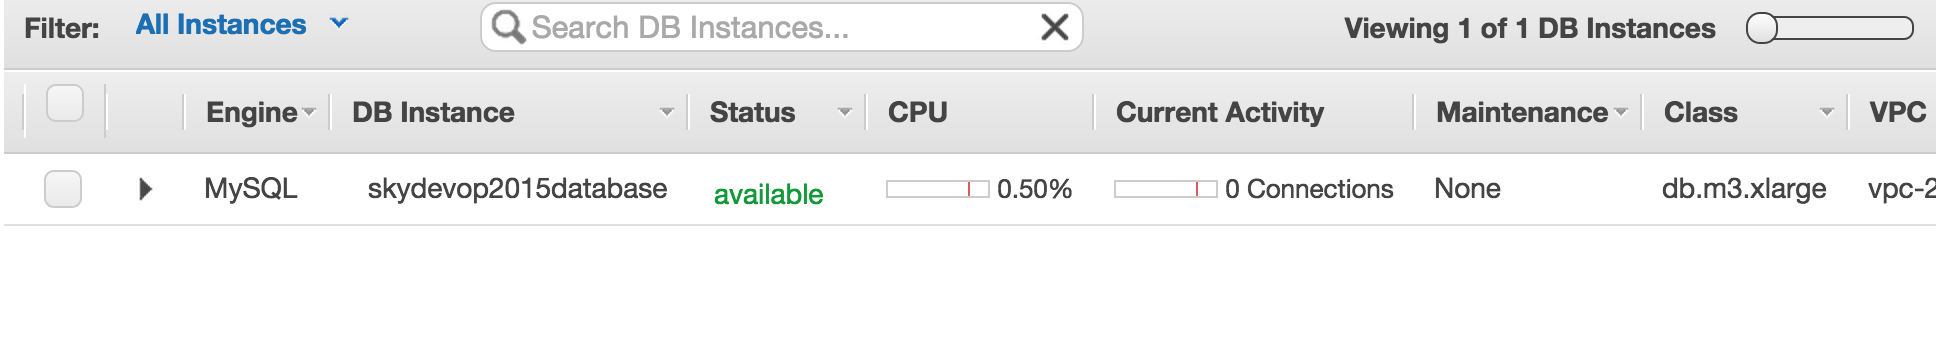 Filter: All Instances Search DB Instances... Viewing 1 of 1 DB Instances
Engine DB Instance Status CPU Current Activity Maintenance Class VPC
MySQL skydevop2015database available 0.50% 0 Connections None db.m3.xlarge vpc-2